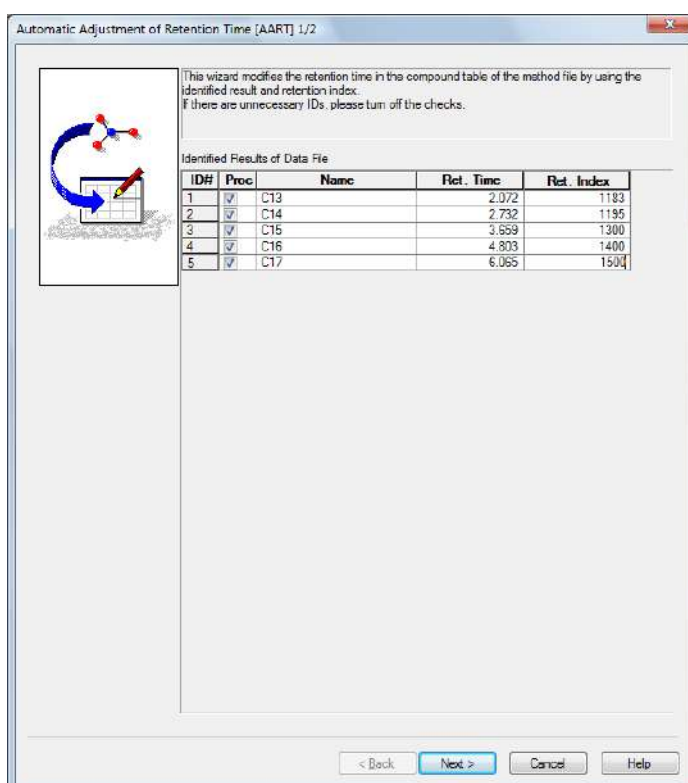 Automatic Adjustment of Retention Time [AART] 1/2
This wizard modifies the retention time in the compound table of the method file by using the
identified result and retention index.
If there are unnecessary IDs, please turn off the checks.
Identified Results of Data File
ID# Proc Name Ret. Time Ret. Index
1 C13 2.072 1183
2 C14 2.732 1195
3 C15 3.659 1300
4 C16 4.803 1400
5 C17 6.065 1500
< Back Next > Cancel Help